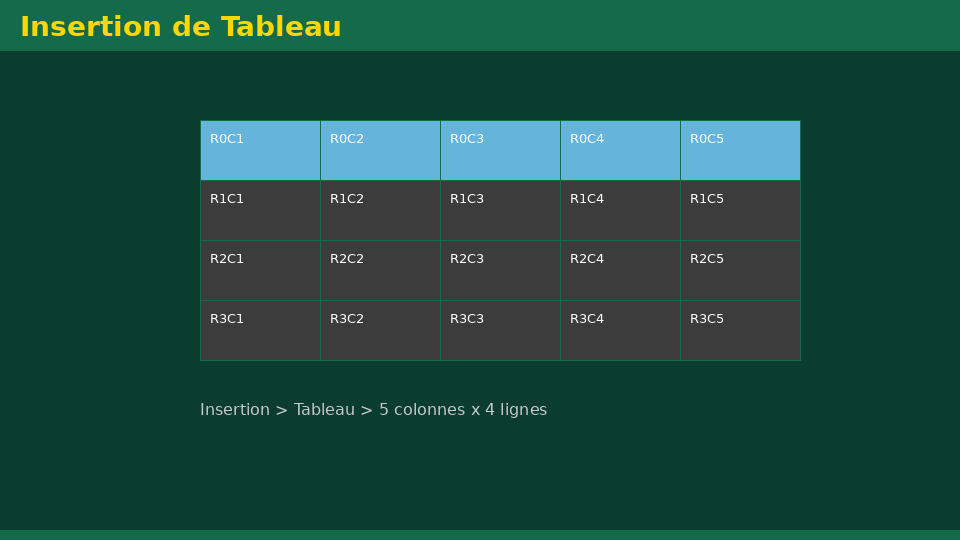 Insertion de Tableau
R0C1 R0C2 R0C3 R0C4 R0C5
R1C1 R1C2 R1C3 R1C4 R1C5
R2C1 R2C2 R2C3 R2C4 R2C5
R3C1 R3C2 R3C3 R3C4 R3C5
Insertion > Tableau > 5 colonnes x 4 lignes